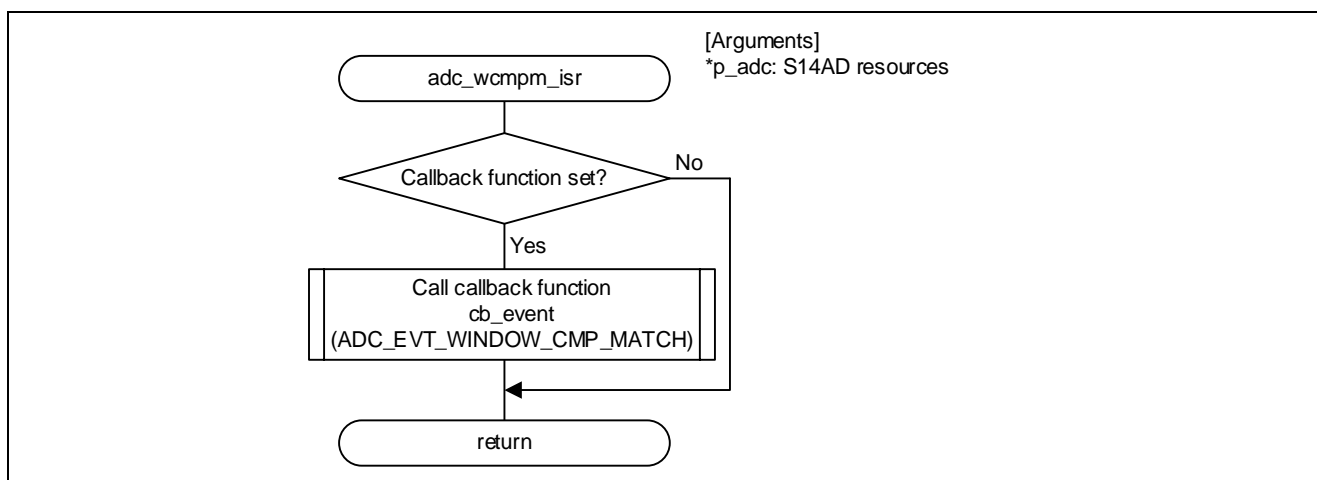 [Arguments]
*p_adc: S14AD resources
adc_wcmpm_isr
Callback function set?
No
Yes
Call callback function
cb_event
(ADC_EVT_WINDOW_CMP_MATCH)
return